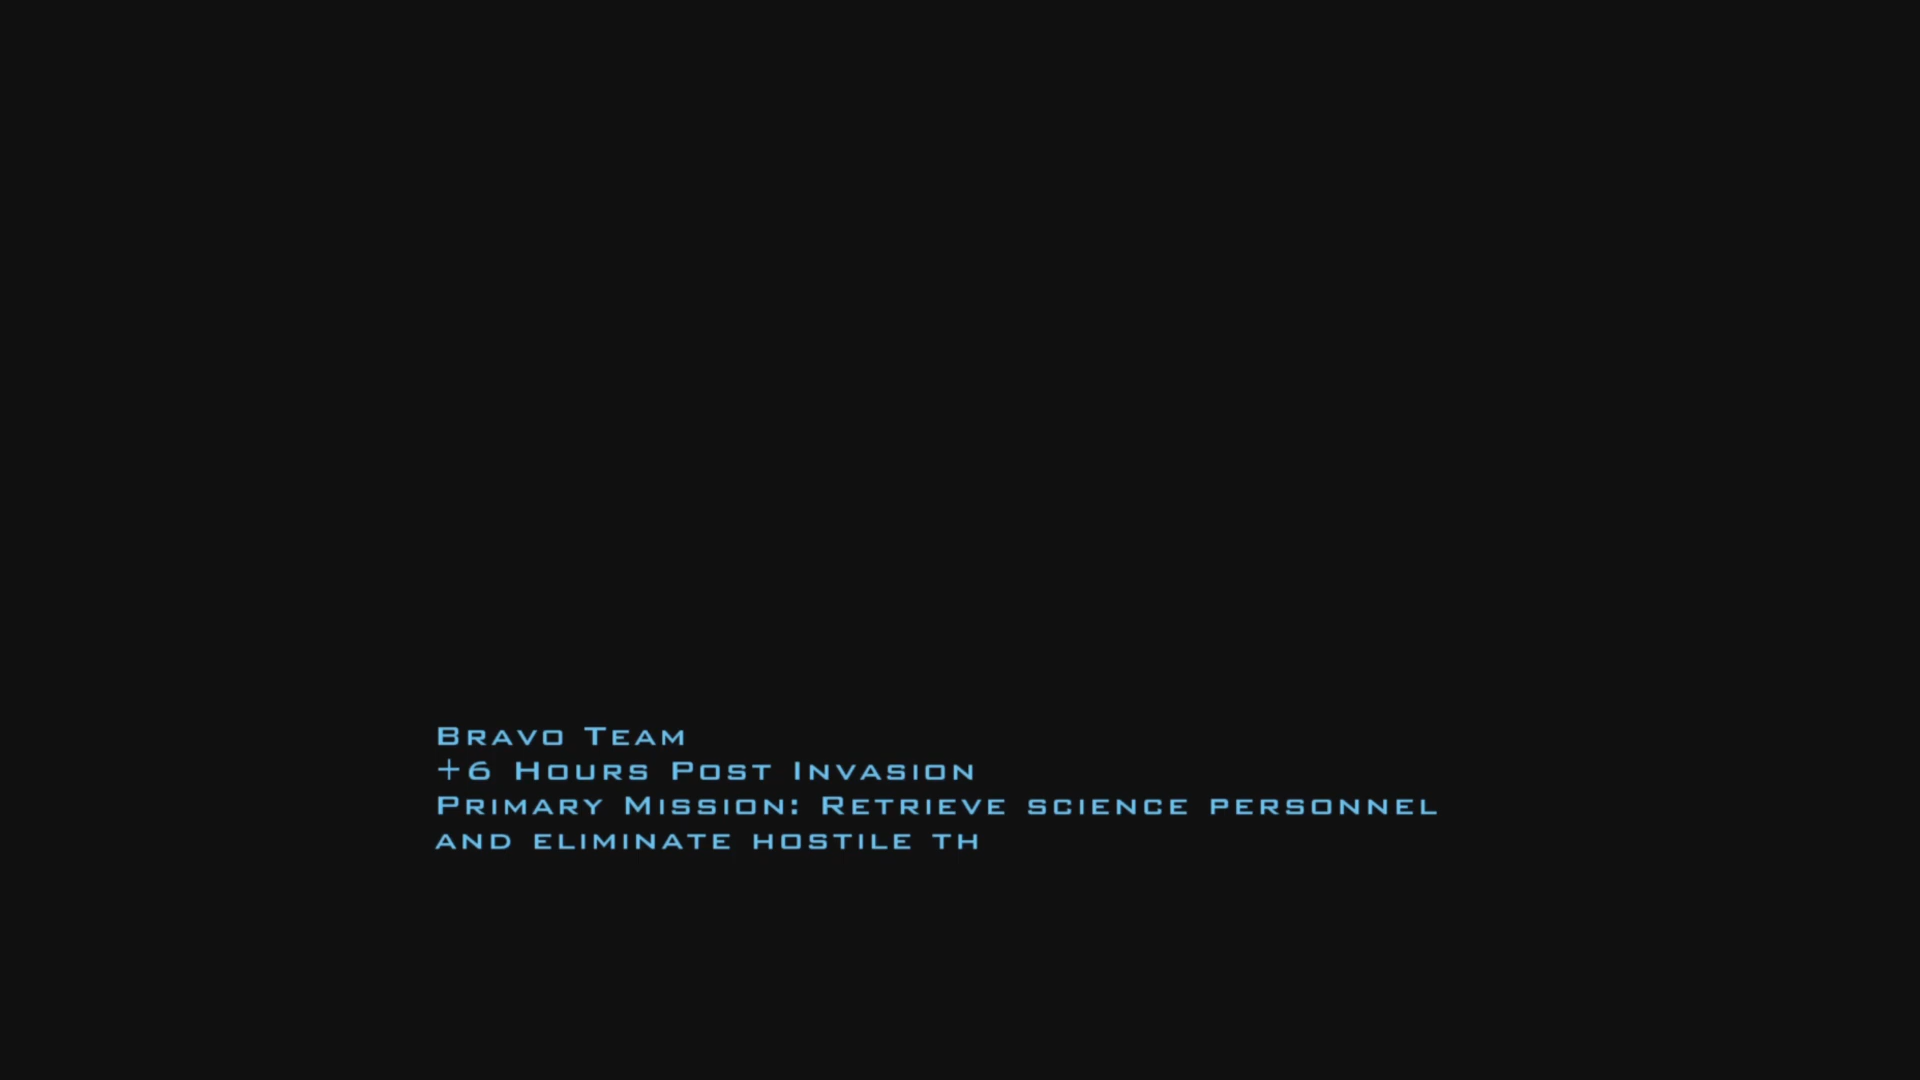 Bravo Team
+6 Hours Post Invasion
Primary Mission: Retrieve science personnel
and eliminate hostile th